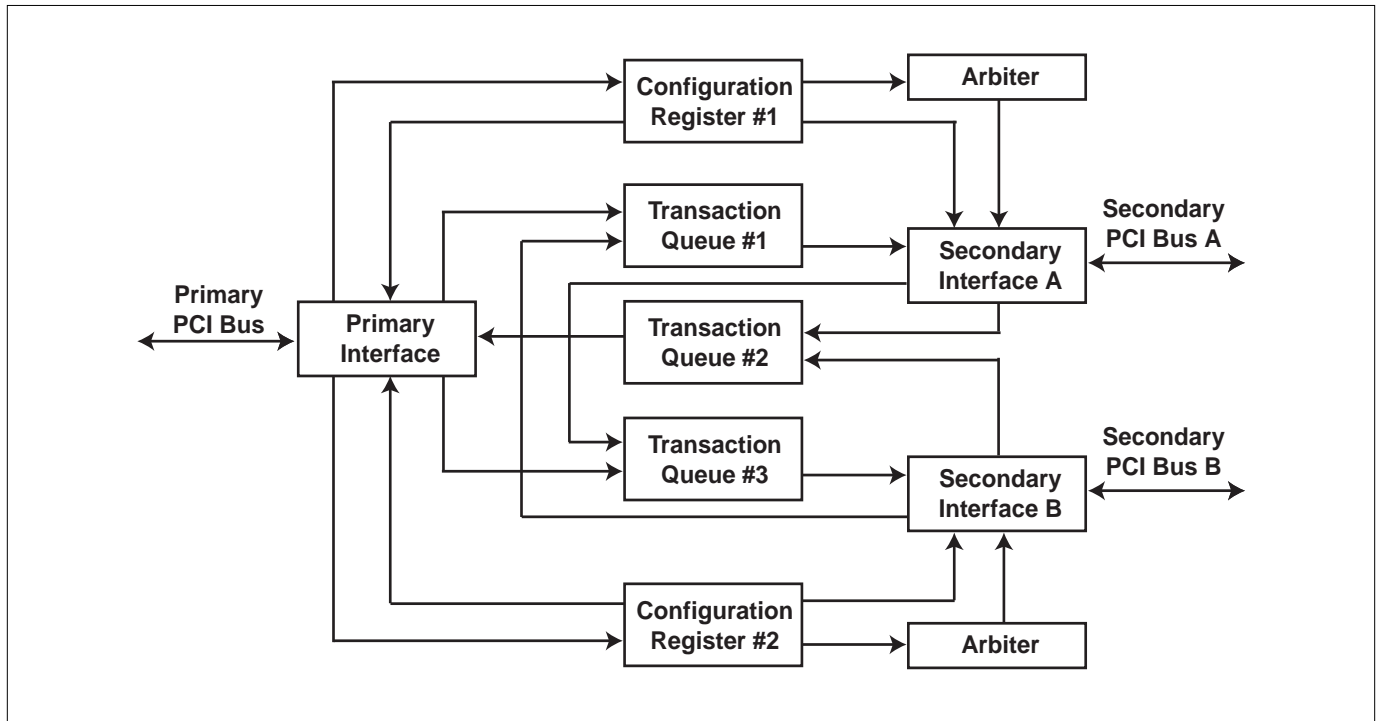 Configuration
Register #1
Arbiter
Transaction
Queue #1
Secondary
PCI Bus A
Secondary
Interface A
Primary
PCI Bus
Primary
Interface
Transaction
Queue #2
Transaction
Queue #3
Secondary
PCI Bus B
Secondary
Interface B
Configuration
Register #2
Arbiter